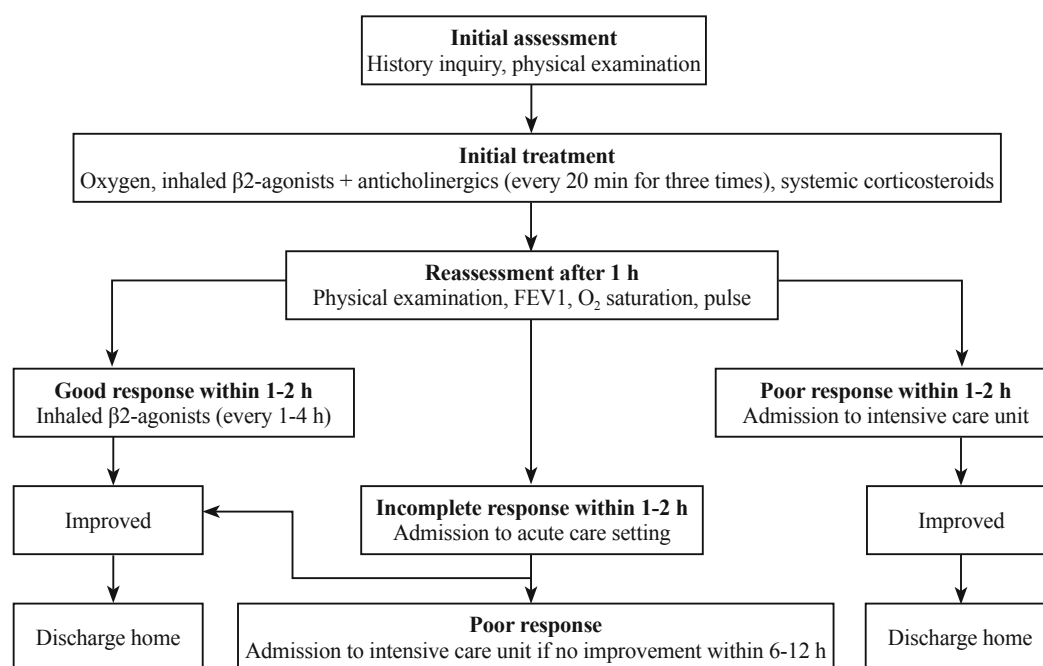 Initial assessment
History inquiry, physical examination
Initial treatment
Oxygen, inhaled β2-agonists + anticholinergics (every 20 min for three times), systemic corticosteroids
Reassessment after 1 h
Physical examination, FEV1, O₂ saturation, pulse
Good response within 1-2 h
Inhaled β2-agonists (every 1-4 h)
Poor response within 1-2 h
Admission to intensive care unit
Improved
Incomplete response within 1-2 h
Admission to acute care setting
Improved
Discharge home
Poor response
Admission to intensive care unit if no improvement within 6-12 h
Discharge home